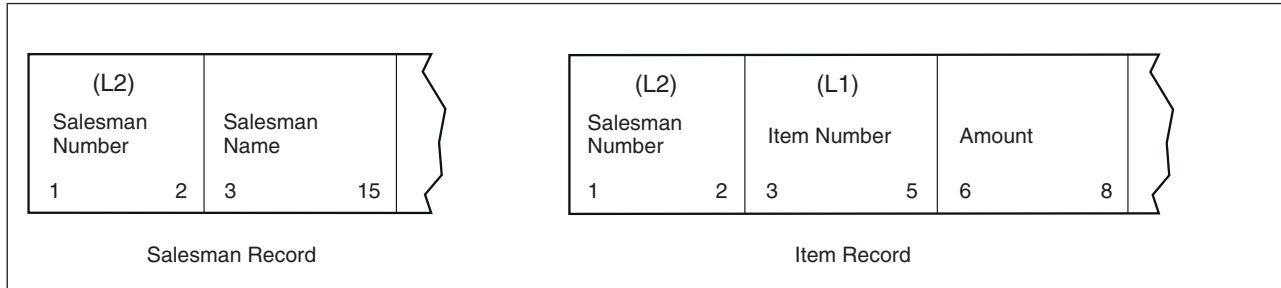 (L2)
Salesman
Number
1 2
Salesman
Name
3 15
Salesman Record
(L2)
Salesman
Number
1 2
(L1)
Item Number
3 5
Amount
6 8
Item Record